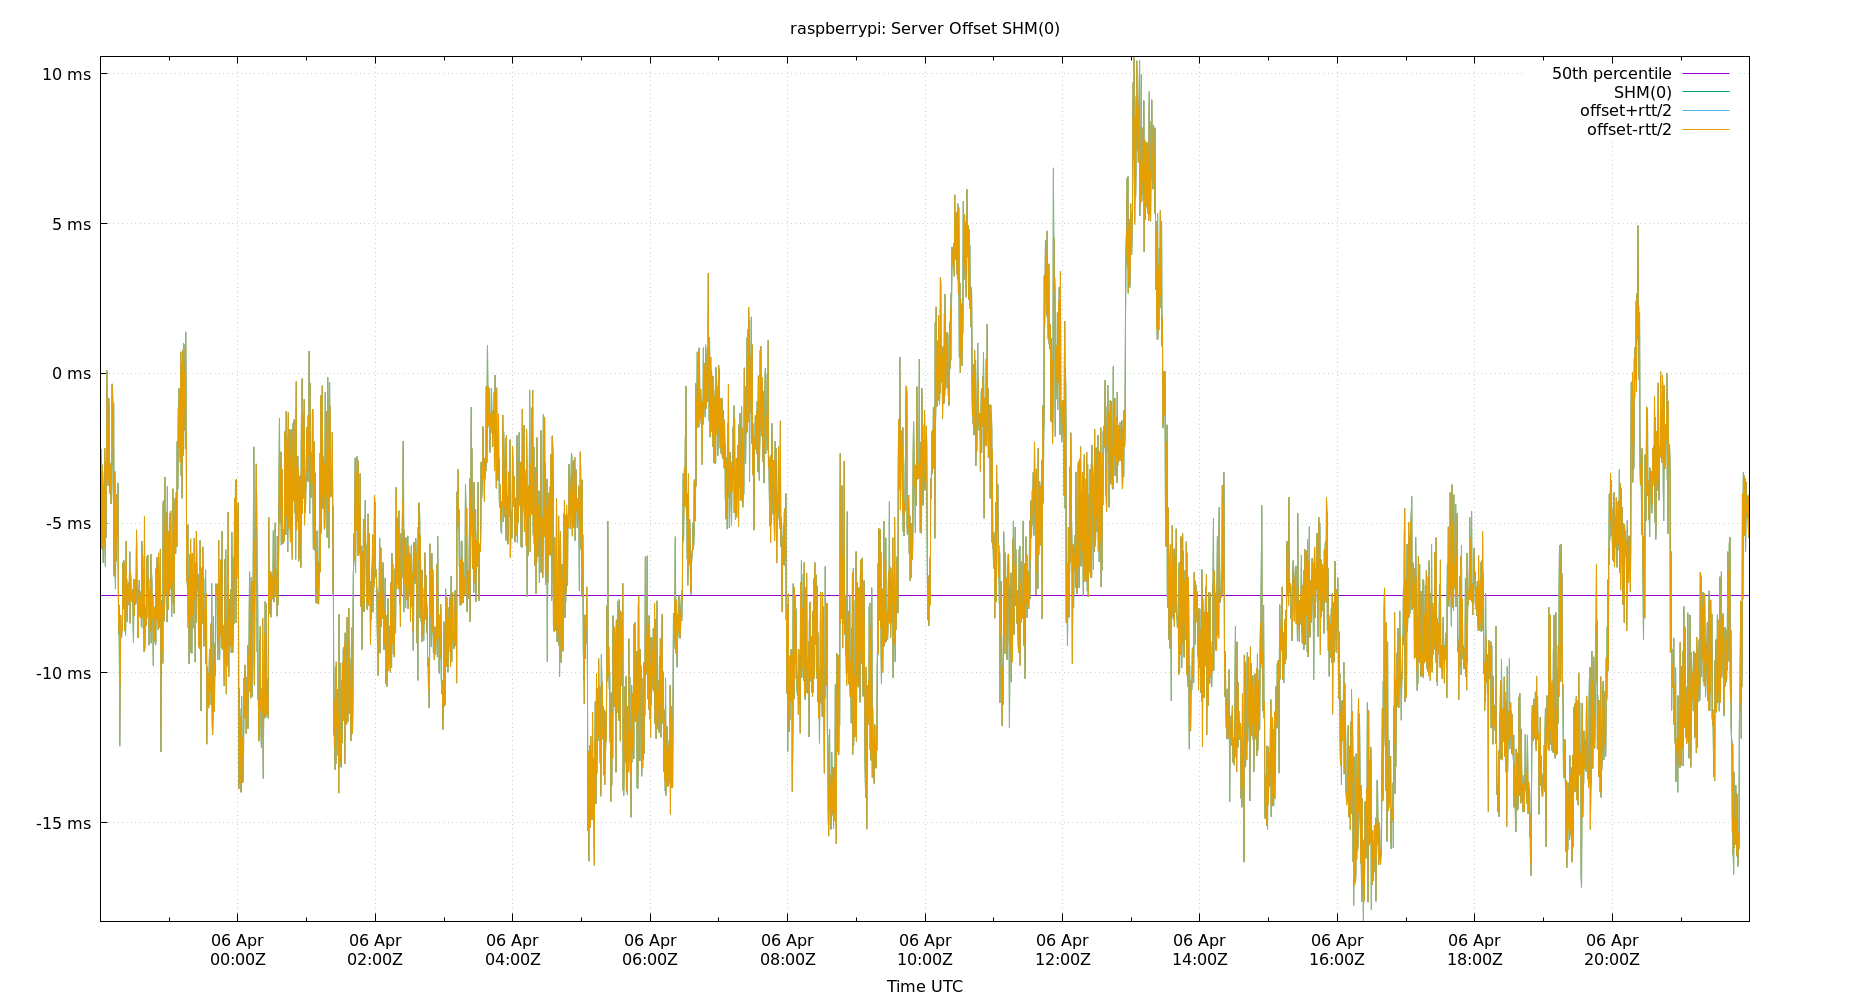 raspberrypi: Server Offset SHM(0)
10 ms
5 ms
0 ms
-5 ms
-10 ms
-15 ms
50th percentile
SHM(0)
offset+rtt/2
offset-rtt/2
06 Apr 06 Apr 06 Apr 06 Apr 06 Apr 06 Apr 06 Apr 06 Apr 06 Apr 06 Apr 06 Apr
00:00Z 02:00Z 04:00Z 06:00Z 08:00Z 10:00Z 12:00Z 14:00Z 16:00Z 18:00Z 20:00Z
Time UTC